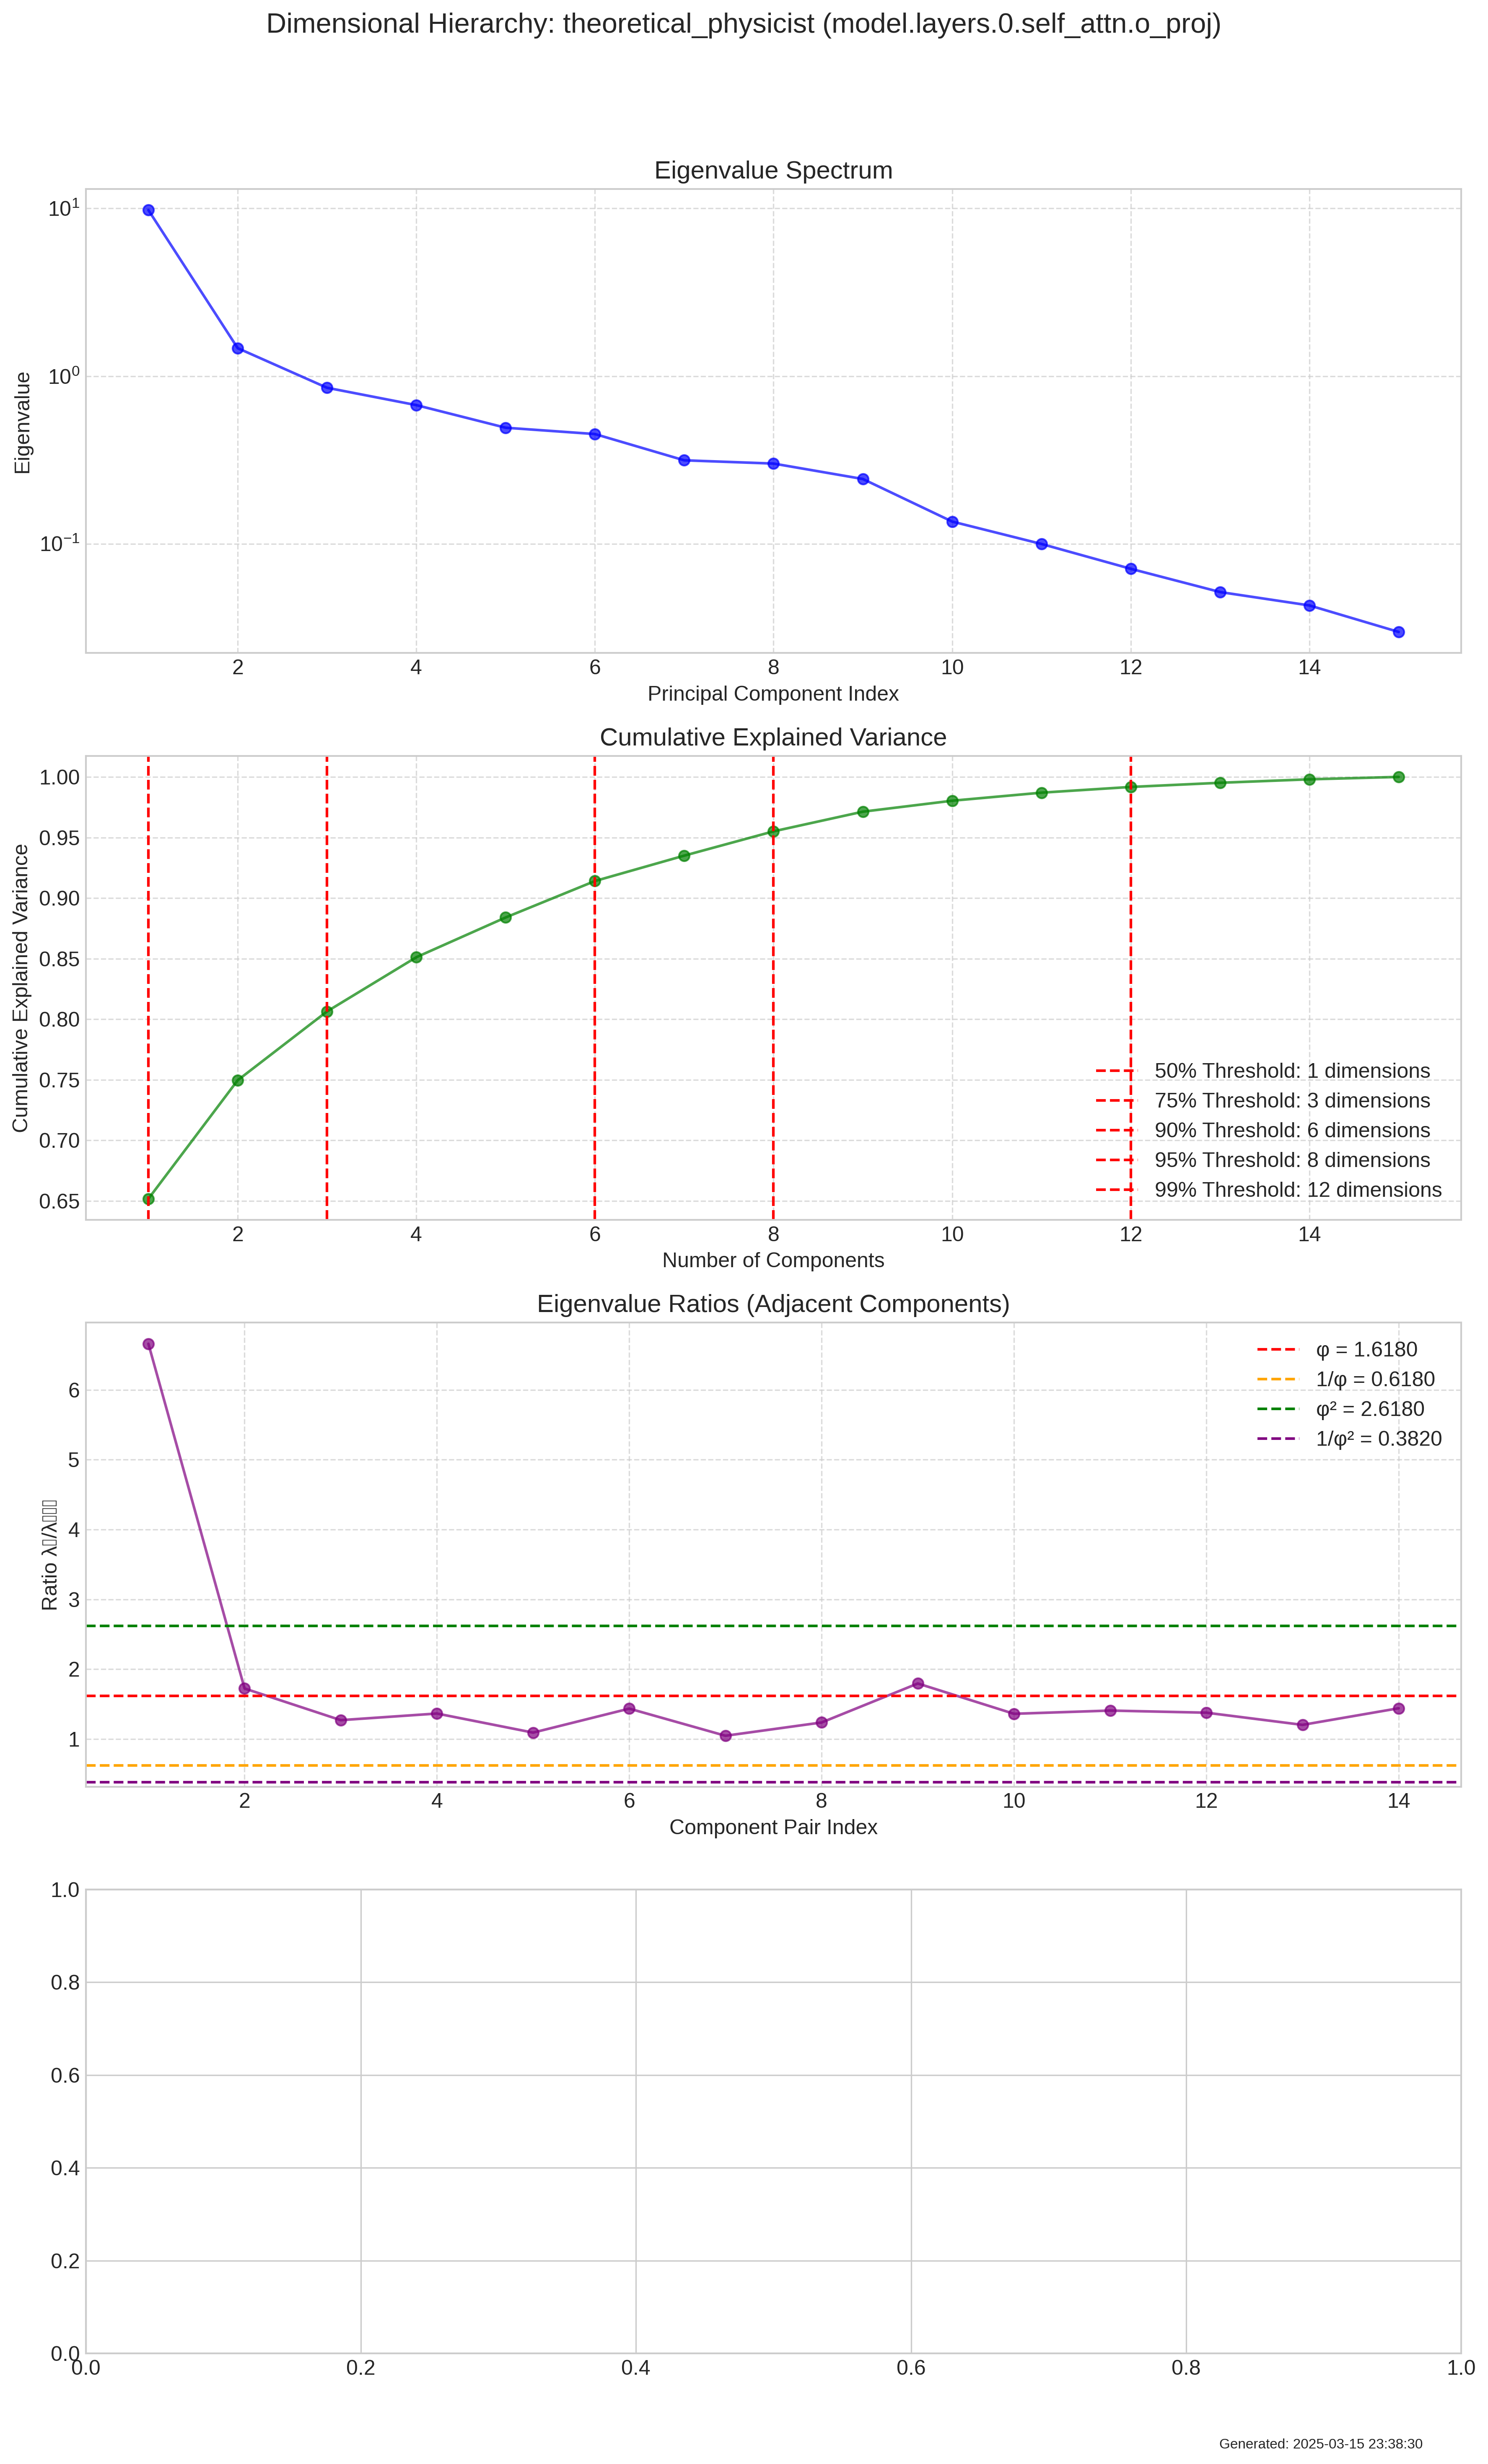 Dimensional Hierarchy: theoretical_physicist (model.layers.0.self_attn.o_proj)
Eigenvalue Spectrum
10¹
10⁰
10⁻¹
Eigenvalue
2 4 6 8 10 12 14
Principal Component Index
Cumulative Explained Variance
1.00
0.95
0.90
0.85
0.80
0.75
0.70
0.65
Cumulative Explained Variance
50% Threshold: 1 dimensions
75% Threshold: 3 dimensions
90% Threshold: 6 dimensions
95% Threshold: 8 dimensions
99% Threshold: 12 dimensions
2 4 6 8 10 12 14
Number of Components
Eigenvalue Ratios (Adjacent Components)
6
5
4
3
2
1
Ratio λ▯/λ▯▯▯
φ = 1.6180
1/φ = 0.6180
φ² = 2.6180
1/φ² = 0.3820
2 4 6 8 10 12 14
Component Pair Index
1.0
0.8
0.6
0.4
0.2
0.0
0.0 0.2 0.4 0.6 0.8 1.0
Generated: 2025-03-15 23:38:30